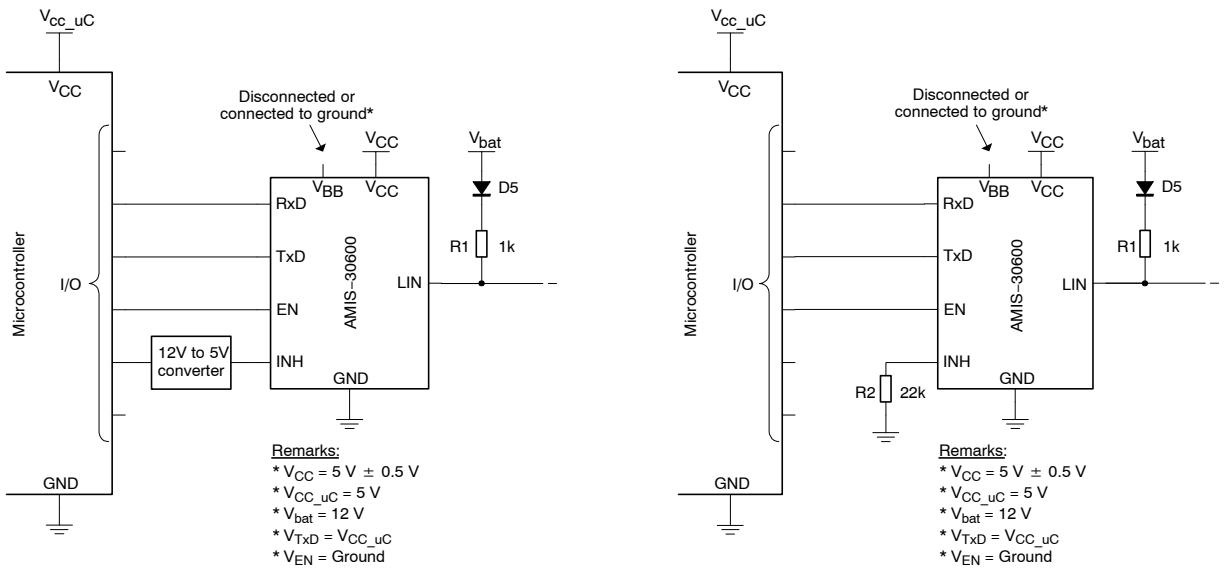 Vcc_uC
VCC
Disconnected or
connected to ground*
VCC
Vbat
VBB
VCC
D5
RxD
R1 1k
TxD
Microcontroller
I/O
AMIS-30600
LIN
EN
12V to 5V
converter
INH
GND
Remarks:
* VCC = 5 V ± 0.5 V
GND
* VCC_uC = 5 V
* Vbat = 12 V
* VTxD = VCC_uC
* VEN = Ground
Vcc_uC
VCC
Disconnected or
connected to ground*
VCC
Vbat
VBB
VCC
D5
RxD
R1 1k
TxD
Microcontroller
I/O
AMIS-30600
LIN
EN
INH
R2 22k
GND
Remarks:
* VCC = 5 V ± 0.5 V
GND
* VCC_uC = 5 V
* Vbat = 12 V
* VTxD = VCC_uC
* VEN = Ground